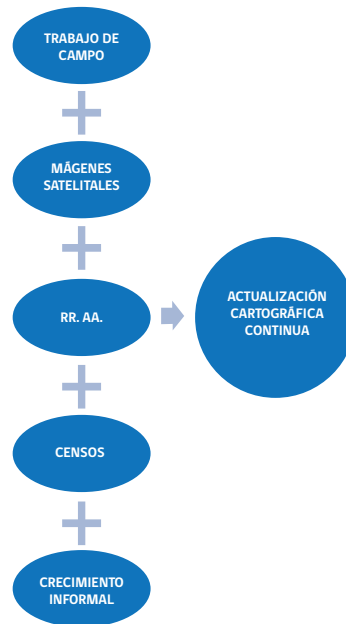 TRABAJO DE
CAMPO
MÁGENES
SATELITALES
RR. AA.
ACTUALIZACIÓN
CARTOGRÁFICA
CONTINUA
CENSOS
CRECIMIENTO
INFORMAL